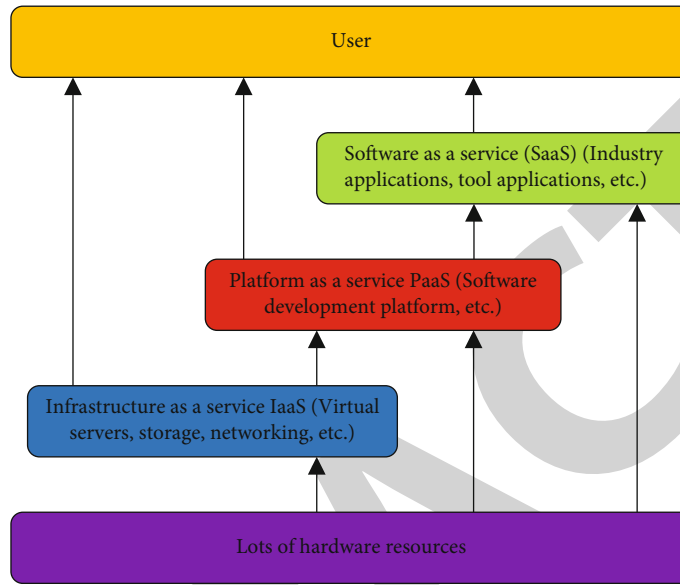 User
Software as a service (SaaS) (Industry
applications, tool applications, etc.)
Platform as a service PaaS (Software
development platform, etc.)
Infrastructure as a service IaaS (Virtual
servers, storage, networking, etc.)
Lots of hardware resources